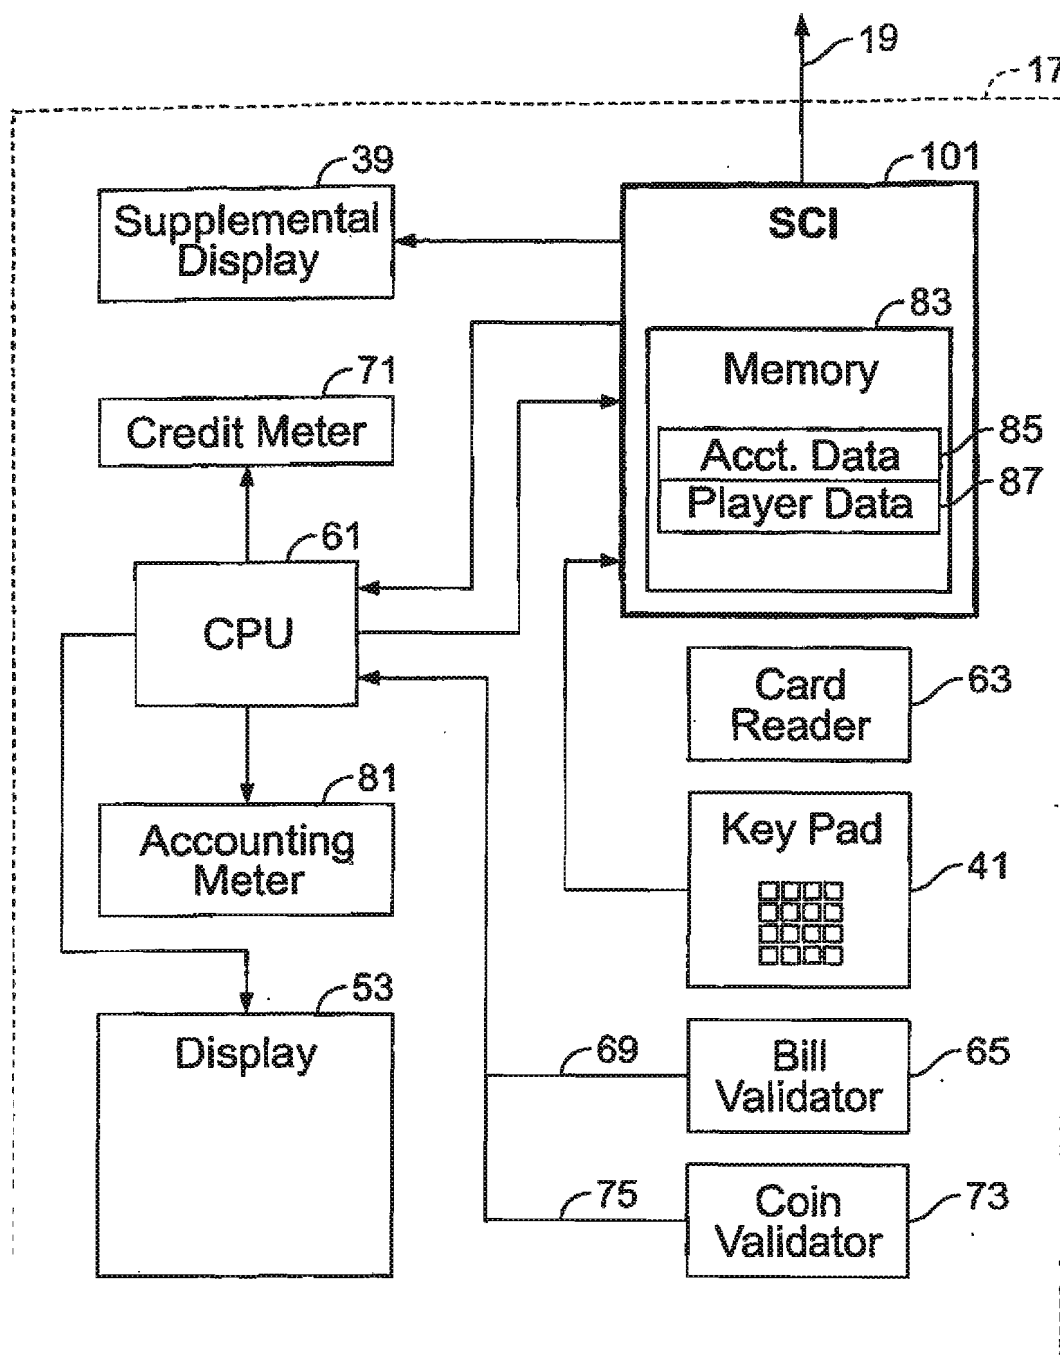 19
17
39
101
Supplemental
Display
SCI
83
71
Memory
Credit Meter
Acct. Data
85
Player Data
87
61
CPU
Card
Reader
63
81
Accounting
Meter
Key Pad
41
53
Display
69
Bill
Validator
65
75
Coin
Validator
73